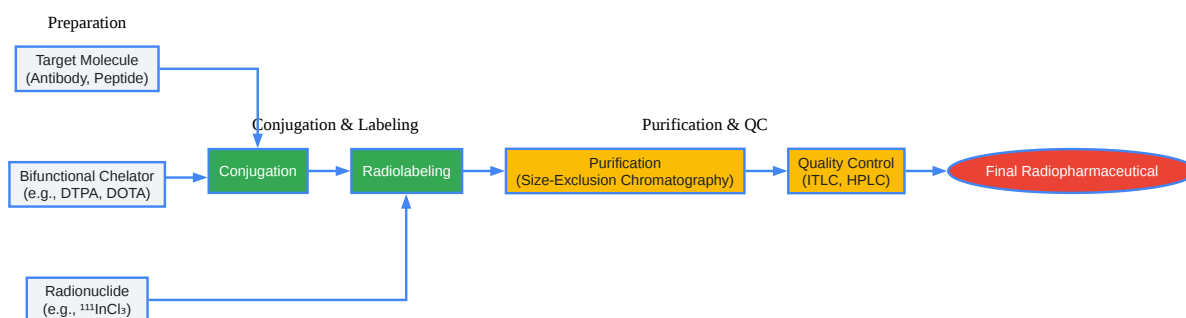 Preparation
Target Molecule
(Antibody, Peptide)
Conjugation & Labeling
Purification & QC
Bifunctional Chelator
(e.g., DTPA, DOTA)
Conjugation
Radiolabeling
Purification
(Size-Exclusion Chromatography)
Quality Control
(ITLC, HPLC)
Final Radiopharmaceutical
Radionuclide
(e.g., ¹¹¹InCl₃)